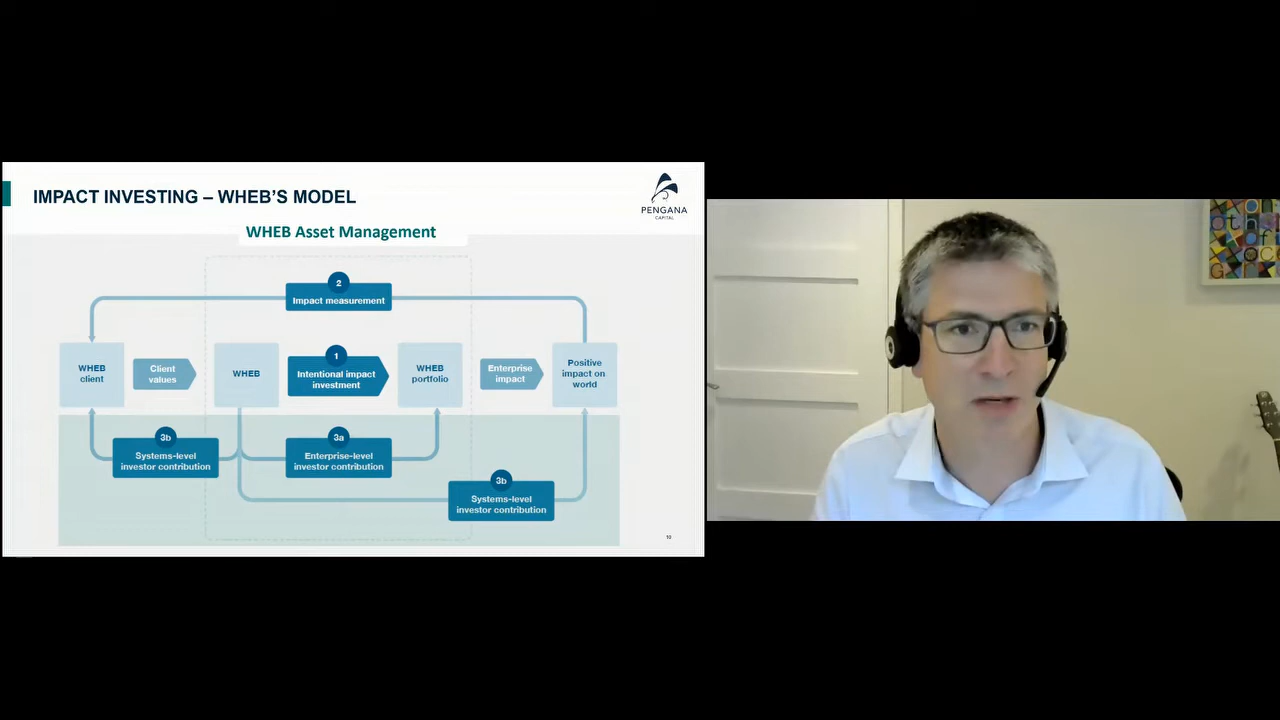 IMPACT INVESTING – WHEB'S MODEL
PENGANA
CAPITAL
WHEB Asset Management
2
Impact measurement
WHEB
client
Client
values
WHEB
1
Intentional impact
investment
WHEB
portfolio
Enterprise
impact
Positive
impact on
world
3b
Systems-level
investor contribution
3a
Enterprise-level
investor contribution
3b
Systems-level
investor contribution
10